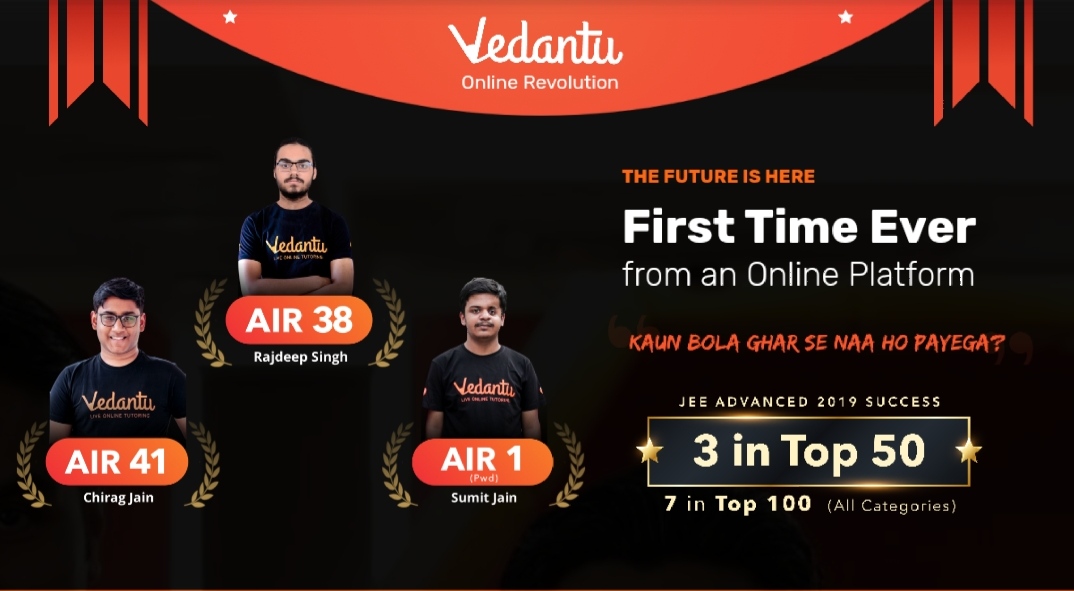 Vedantu
Online Revolution
THE FUTURE IS HERE
First Time Ever
from an Online Platform
"KAUN BOLA GHAR SE NAA HO PAYEGA?"
JEE ADVANCED 2019 SUCCESS
3 in Top 50
7 in Top 100 (All Categories)
Vedantu
LIVE ONLINE TUTORING
AIR 38
Rajdeep Singh
Vedantu
LIVE ONLINE TUTORING
AIR 41
Chirag Jain
Vedantu
LIVE ONLINE TUTORING
AIR 1
(Pwd)
Sumit Jain